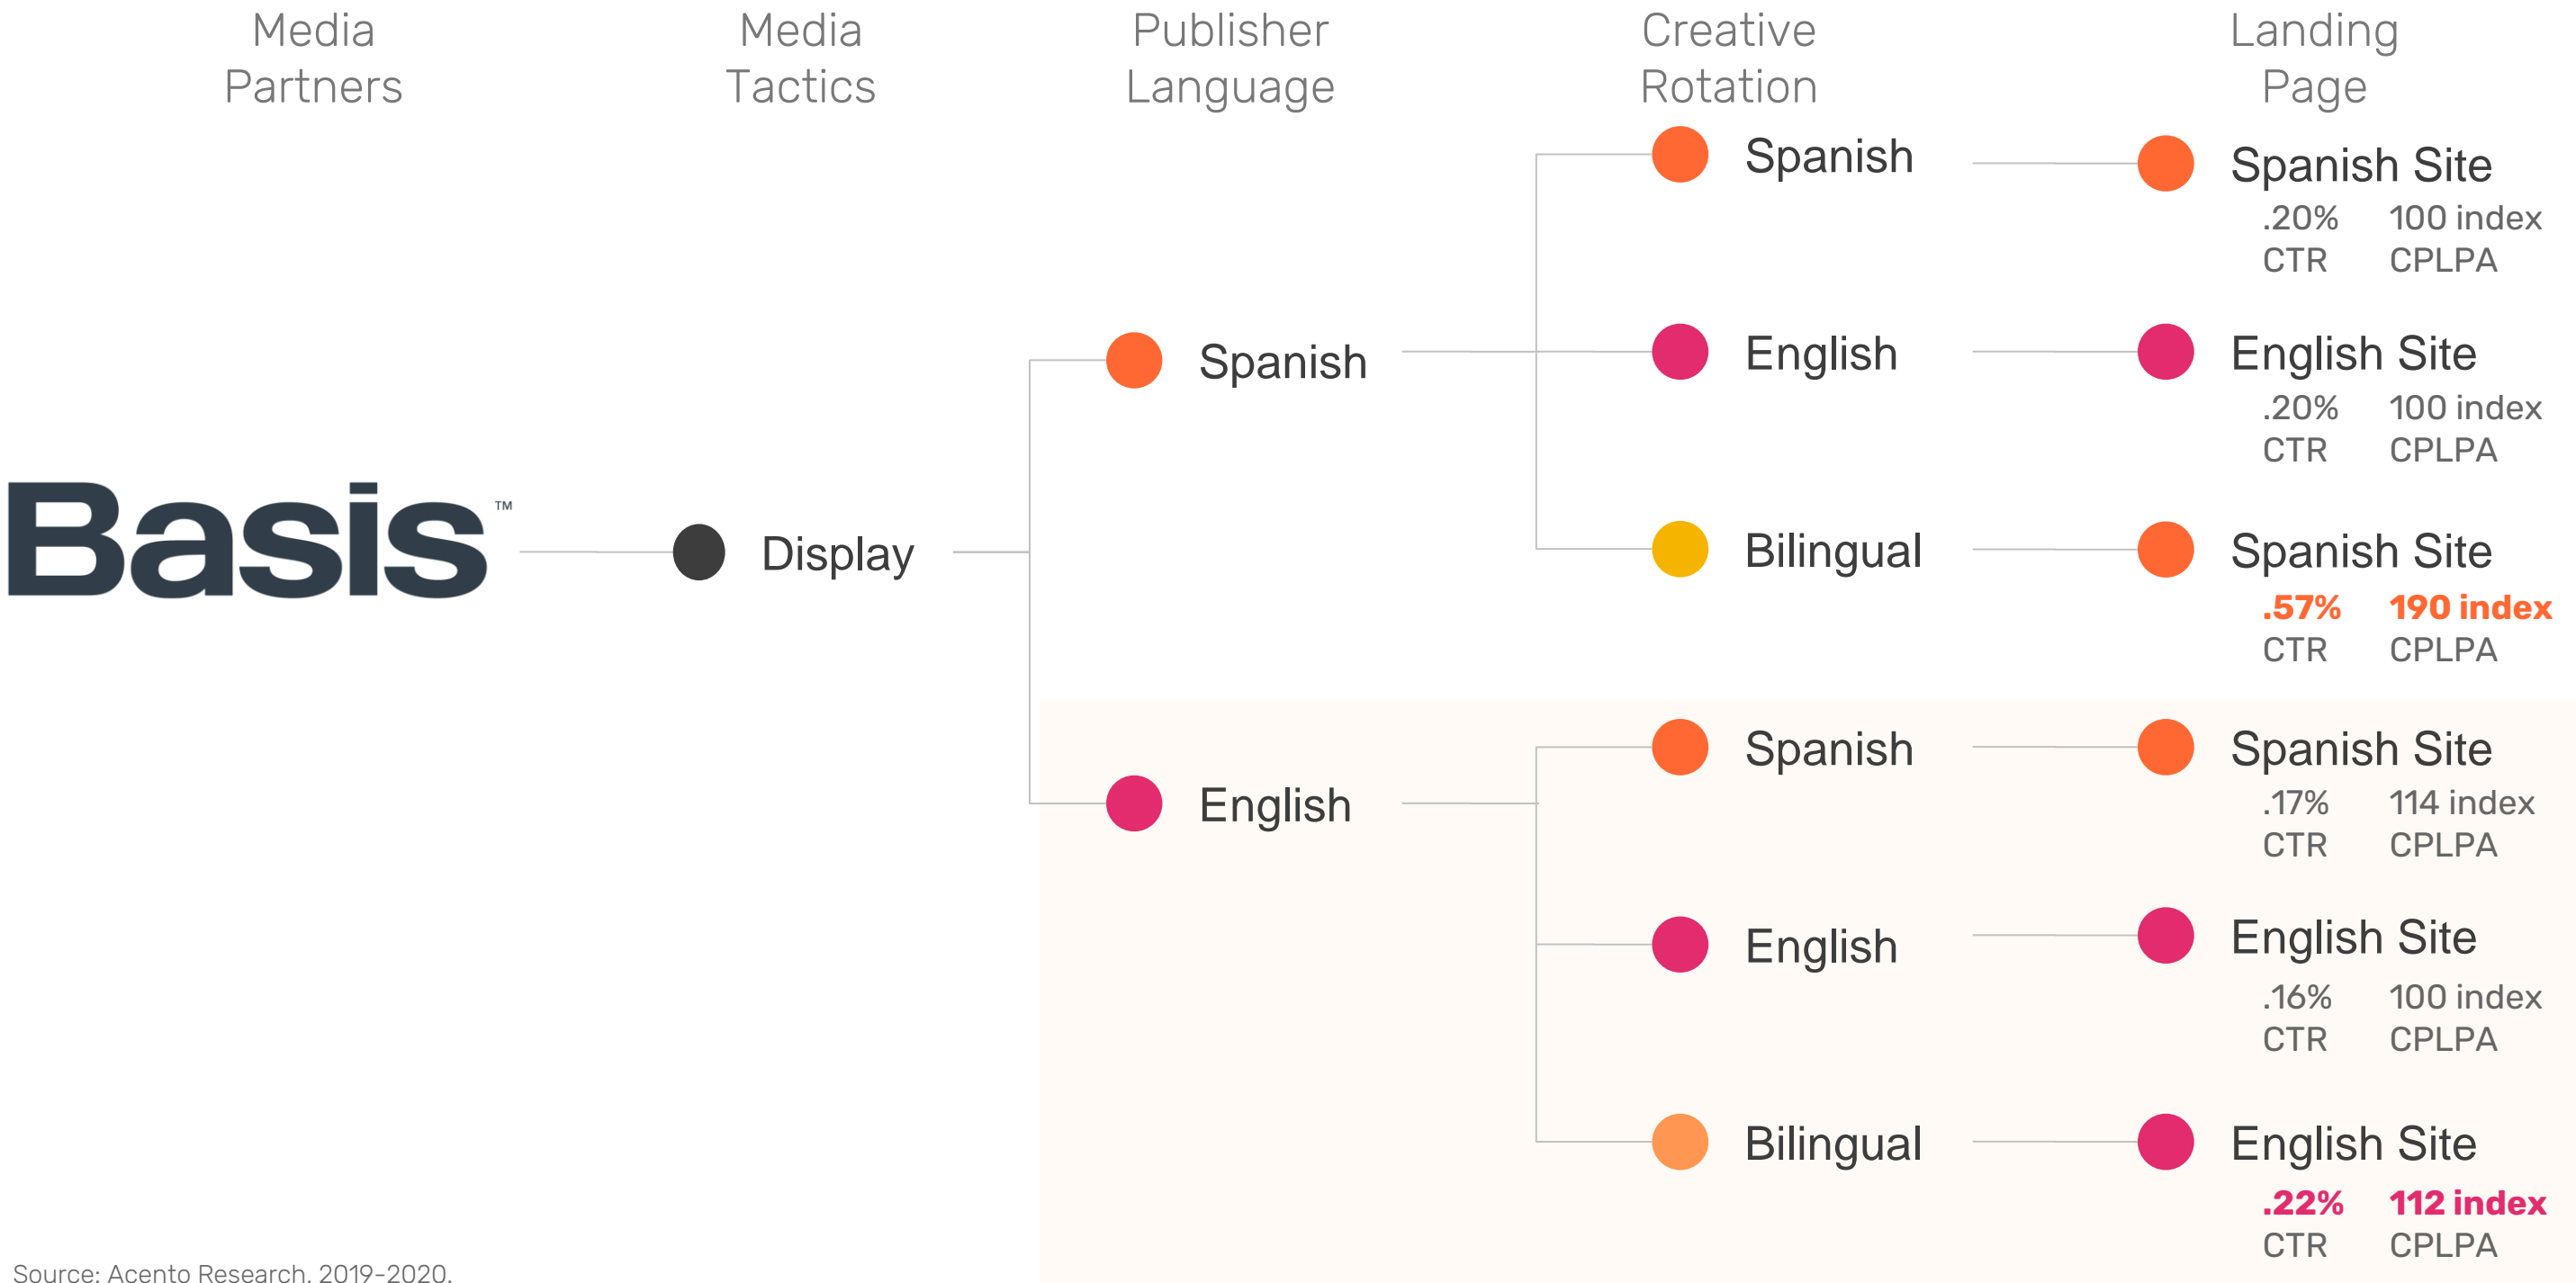 Media
Partners
Media
Tactics
Publisher
Language
Creative
Rotation
Landing
Page
Basis™
Display
Spanish
Spanish
Spanish Site
.20% 100 index
CTR CPLPA
English
English Site
.20% 100 index
CTR CPLPA
Bilingual
Spanish Site
.57% 190 index
CTR CPLPA
English
Spanish
Spanish Site
.17% 114 index
CTR CPLPA
English
English Site
.16% 100 index
CTR CPLPA
Bilingual
English Site
.22% 112 index
CTR CPLPA
Source: Acento Research. 2019-2020.